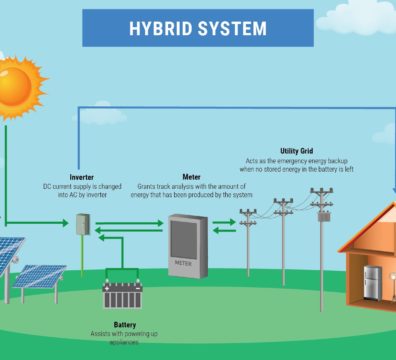 HYBRID SYSTEM
Utility Grid
Acts as the emergency energy backup
when no stored energy in the battery is left
Inverter
DC current supply is changed
into AC by inverter
Meter
Grants track analysis with the amount of
energy that has been produced by the system
METER
Battery
Assists with powering-up
appliances.